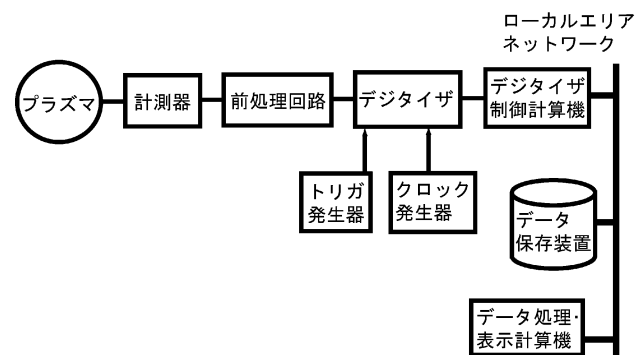 ローカルエリア
ネットワーク
プラズマ
計測器
前処理回路
デジタイザ
デジタイザ
制御計算機
トリガ
発生器
クロック
発生器
データ
保存装置
データ処理・
表示計算機